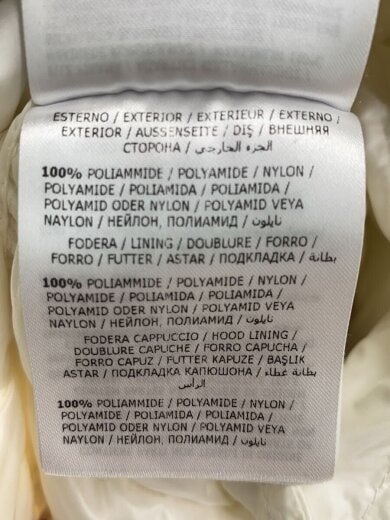 ESTERNO / EXTERIOR / EXTERIEUR / EXTERNO /
EXTERIOR / AUSSENSEITE / DIŞ / ВНЕШНЯЯ
СТОРОНА / الجزء الخارجي
100% POLIAMMIDE / POLYAMIDE / NYLON /
POLYAMIDE / POLIAMIDA / POLIAMIDA /
POLYAMID ODER NYLON / POLYAMID VEYA
NAYLON / НЕЙЛОН, ПОЛИАМИД / نايلون
FODERA / LINING / DOUBLURE / FORRO /
FORRO / FUTTER / ASTAR / ПОДКЛАДКА / بطانة
100% POLIAMMIDE / POLYAMIDE / NYLON /
POLYAMIDE / POLIAMIDA / POLIAMIDA /
POLYAMID ODER NYLON / POLYAMID VEYA
NAYLON / НЕЙЛОН, ПОЛИАМИД / نايلون
FODERA CAPPUCCIO / HOOD LINING /
DOUBLURE CAPUCHE / FORRO CAPUCHA /
FORRO CAPUZ / FUTTER KAPUZE / BAŞLIK
ASTAR / ПОДКЛАДКА КАПЮШОНА / بطانة غطاء
الرأس
100% POLIAMMIDE / POLYAMIDE / NYLON /
POLYAMIDE / POLIAMIDA / POLIAMIDA /
POLYAMID ODER NYLON / POLYAMID VEYA
NAYLON / НЕЙЛОН, ПОЛИАМИД / نايلون